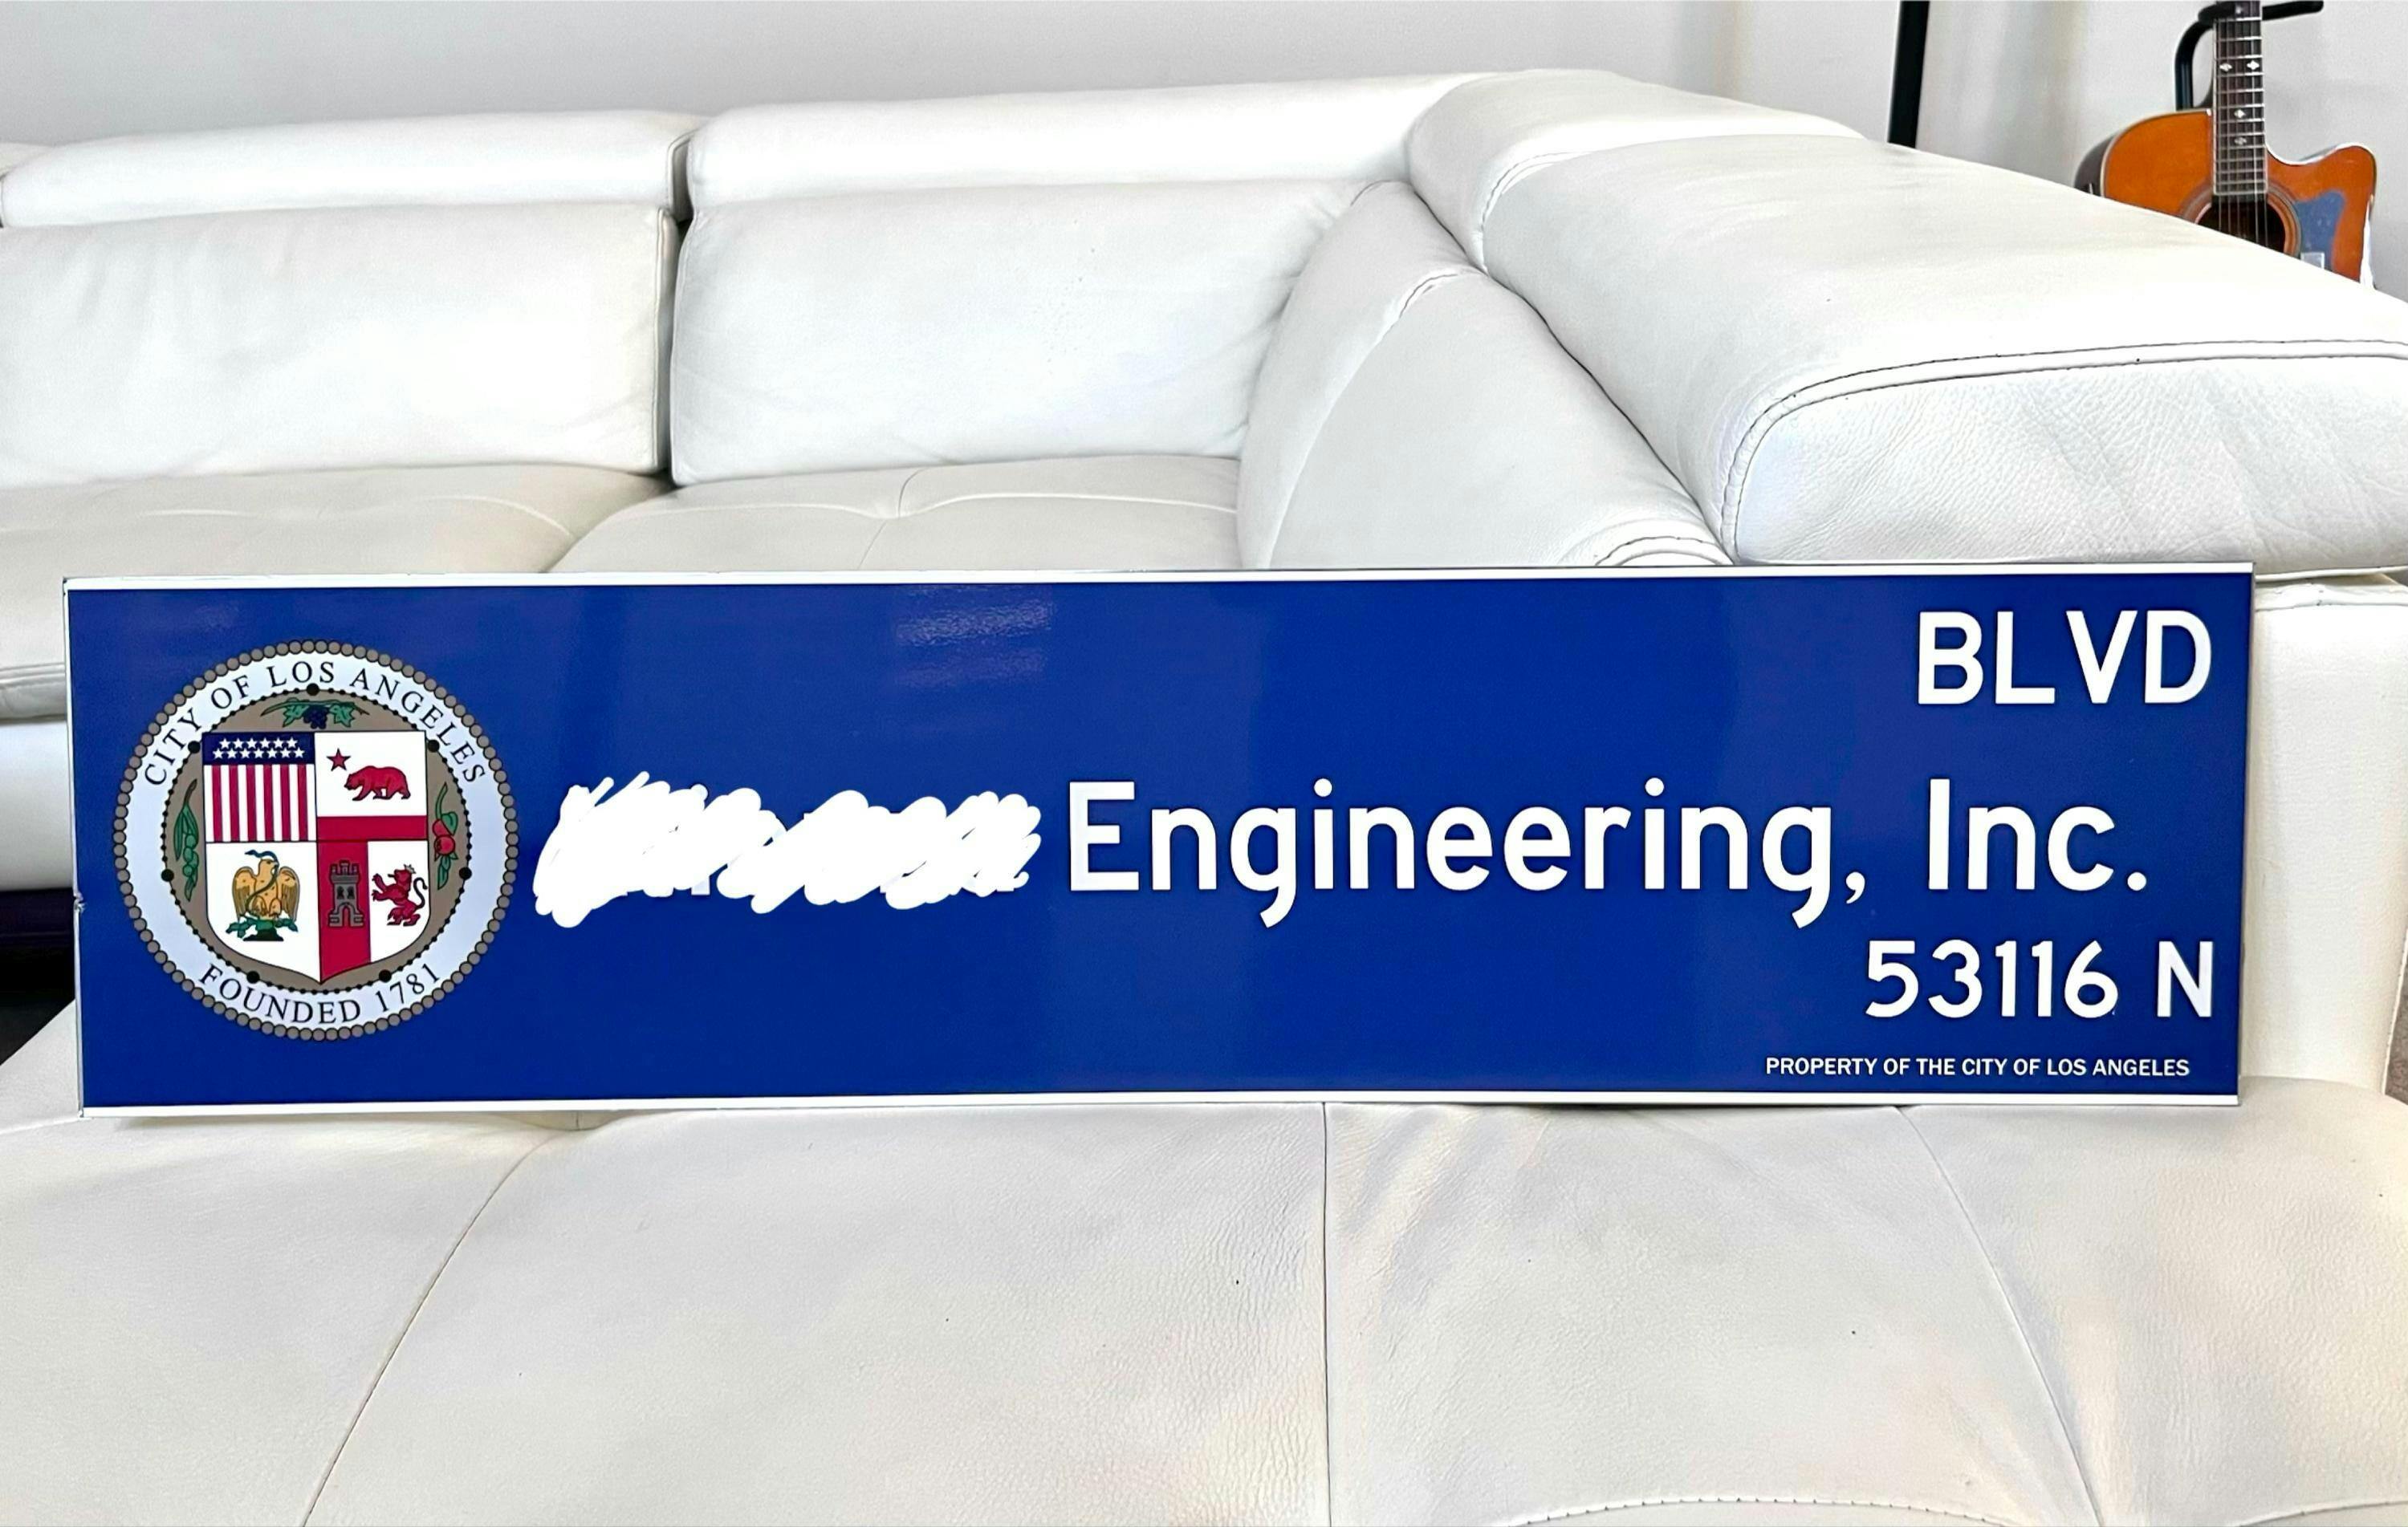 CITY OF LOS ANGELES
FOUNDED 1781
BLVD
Engineering, Inc.
53116 N
PROPERTY OF THE CITY OF LOS ANGELES